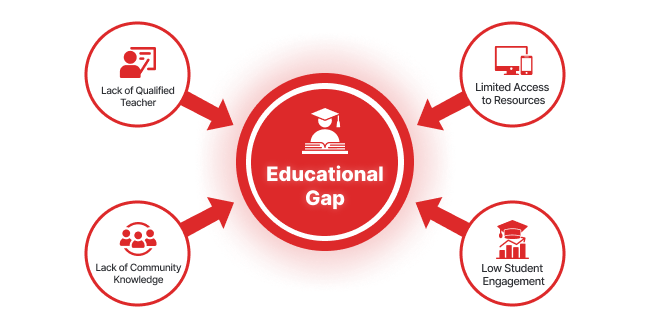 Lack of Qualified
Teacher
Limited Access
to Resources
Educational
Gap
Lack of Community
Knowledge
Low Student
Engagement